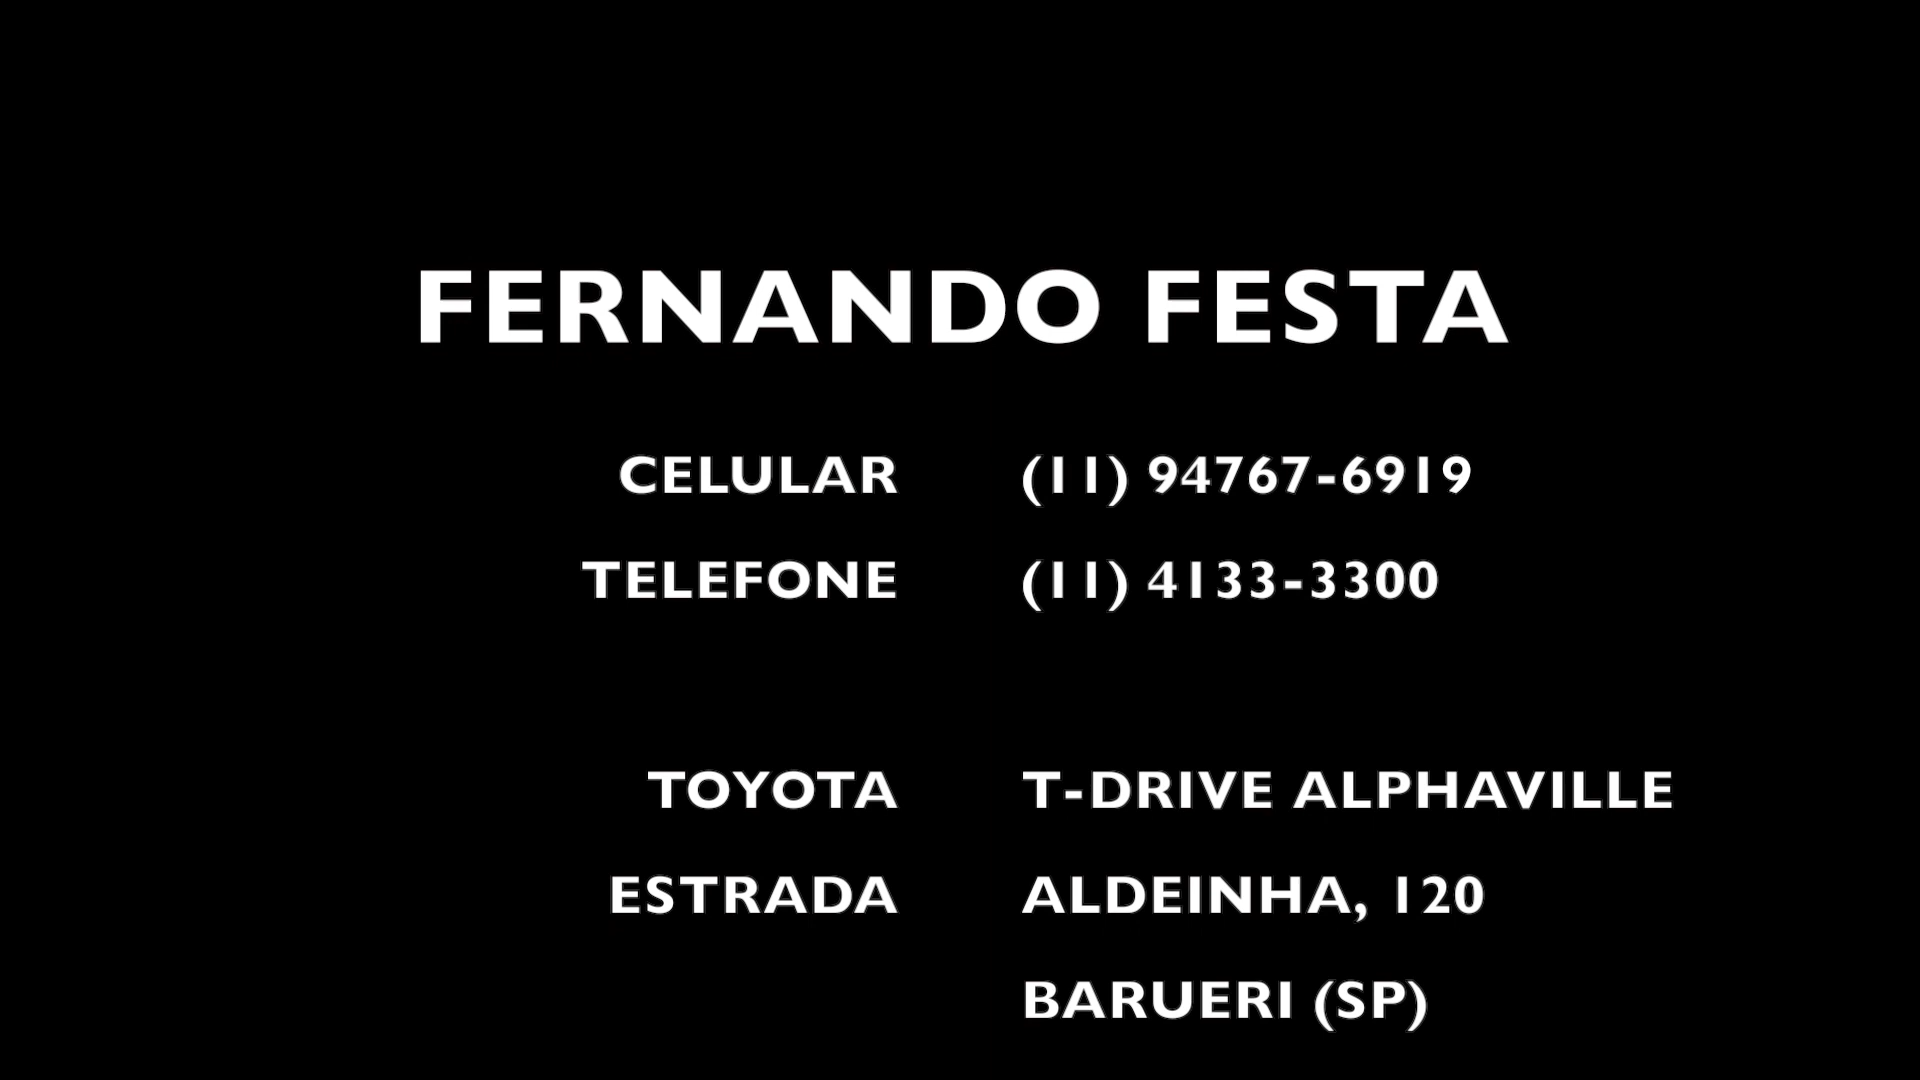 FERNANDO FESTA
CELULAR (11) 94767-6919
TELEFONE (11) 4133-3300
TOYOTA T-DRIVE ALPHAVILLE
ESTRADA ALDEINHA, 120
BARUERI (SP)